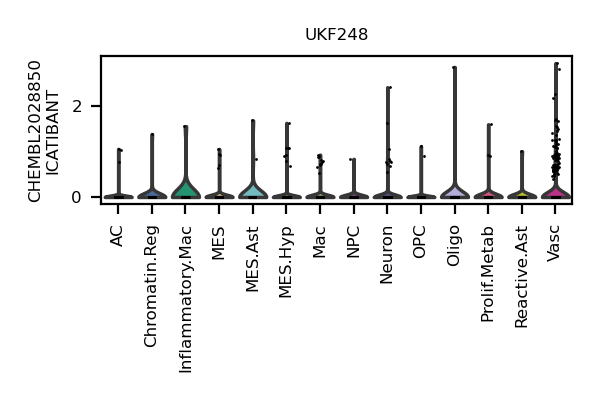 UKF248
CHEMBL2028850
ICATIBANT
2
0
AC
Chromatin.Reg
Inflammatory.Mac
MES
MES.Ast
MES.Hyp
Mac
NPC
Neuron
OPC
Oligo
Prolif.Metab
Reactive.Ast
Vasc